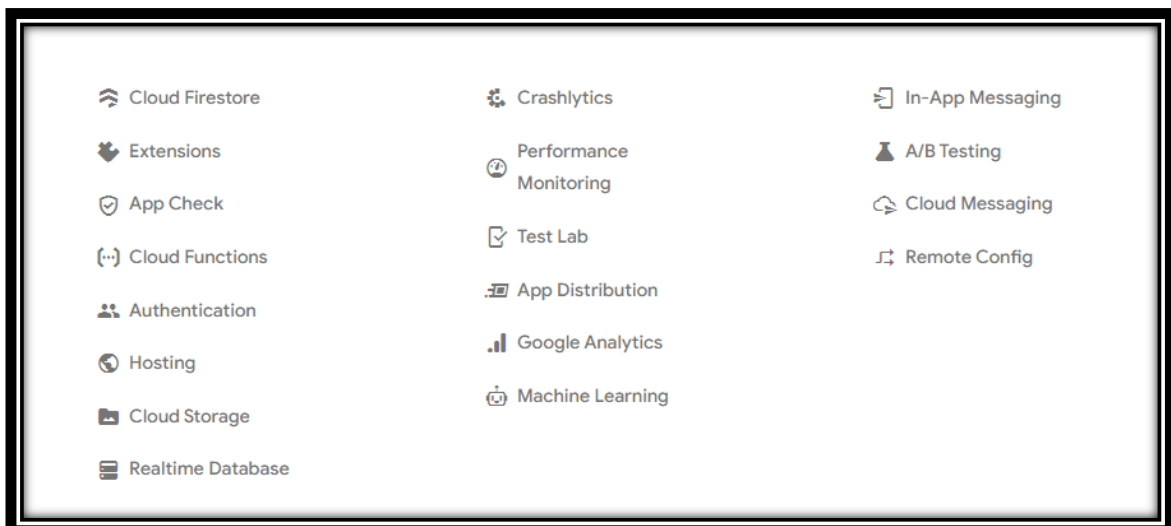 Cloud Firestore
Extensions
App Check
Cloud Functions
Authentication
Hosting
Cloud Storage
Realtime Database
Crashlytics
Performance
Monitoring
Test Lab
App Distribution
Google Analytics
Machine Learning
In-App Messaging
A/B Testing
Cloud Messaging
Remote Config